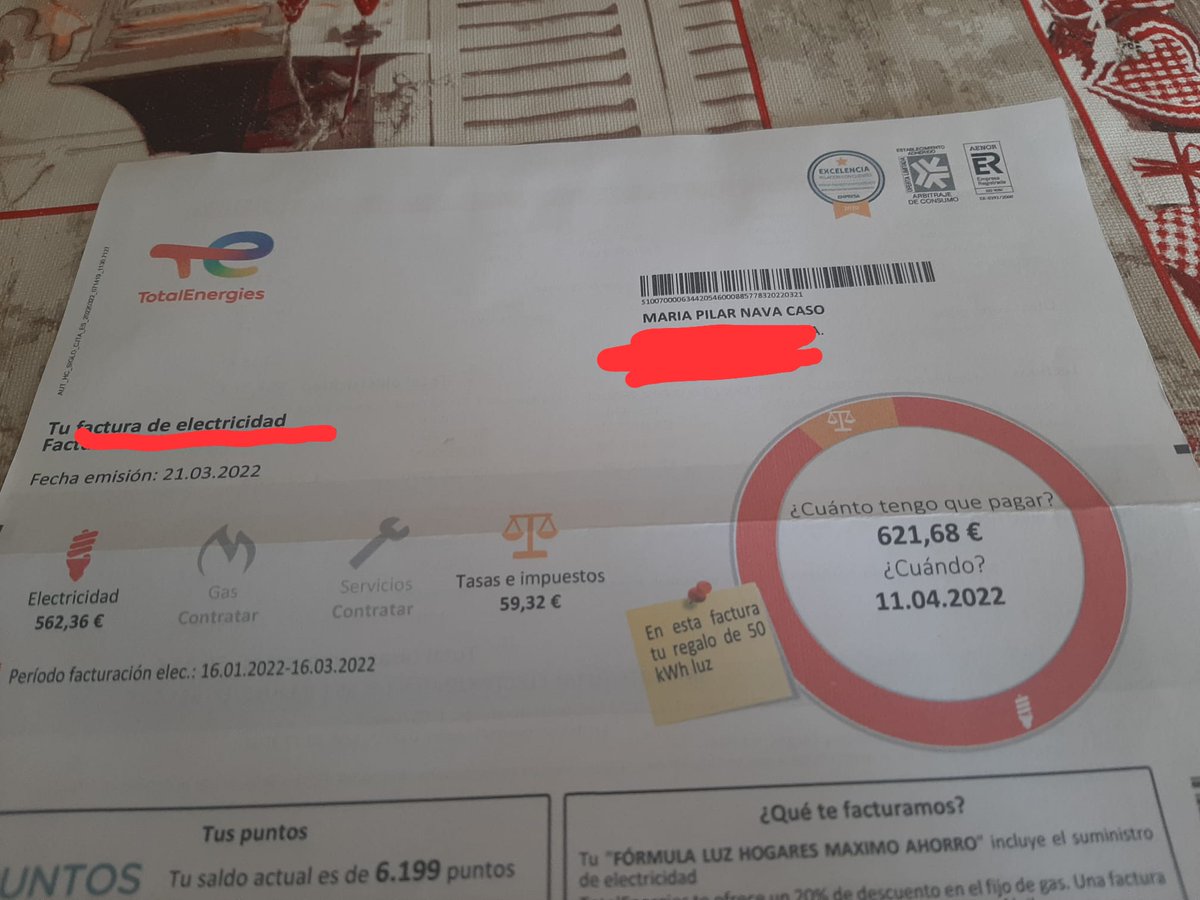 EXCELENCIA
EMPRESA
ESTABLECIMIENTO
ADHERIDO
OFERTA LIMITADA
ARBITRAJE
DE CONSUMO
AENOR
ER
Empresa
Registrada
TotalEnergies
MARIA PILAR NAVA CASO
A.
Tu factura de electricidad
Fact
Fecha emisión: 21.03.2022
¿Cuánto tengo que pagar?
621,68 €
¿Cuándo?
11.04.2022
Electricidad
562,36 €
Gas
Contratar
Servicios
Contratar
Tasas e impuestos
59,32 €
En esta factura
tu regalo de 50
kWh luz
Período facturación elec.: 16.01.2022-16.03.2022
Tus puntos
UNTOS
Tu saldo actual es de 6.199 puntos
¿Qué te facturamos?
Tu "FÓRMULA LUZ HOGARES MAXIMO AHORRO" incluye el suministro
de electricidad
TotalEnergies te ofrece un 20% de descuento en el fijo de gas. Una factura